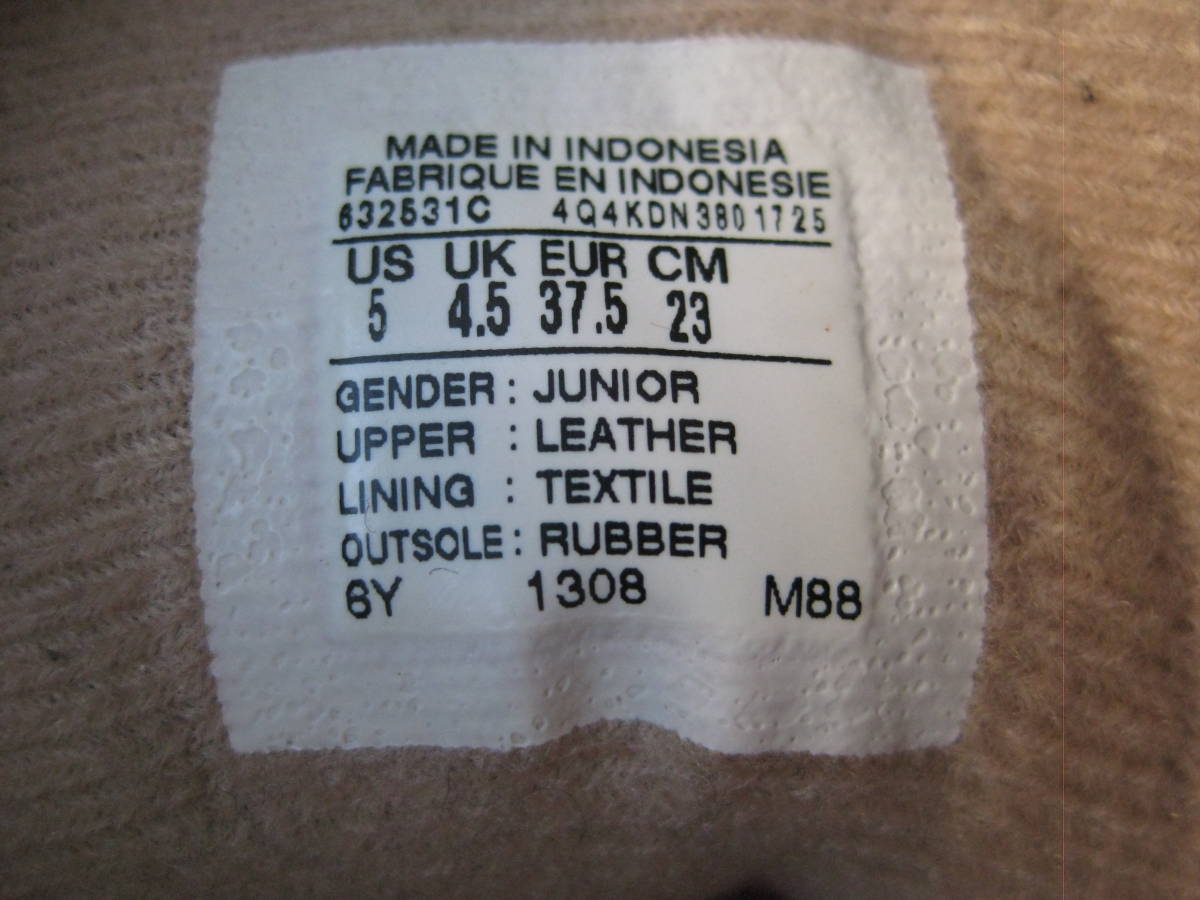 MADE IN INDONESIA
FABRIQUE EN INDONESIE
632531C 4Q4KDN3801725
US UK EUR CM
5 4.5 37.5 23
GENDER : JUNIOR
UPPER : LEATHER
LINING : TEXTILE
OUTSOLE : RUBBER
6Y 1308 M88